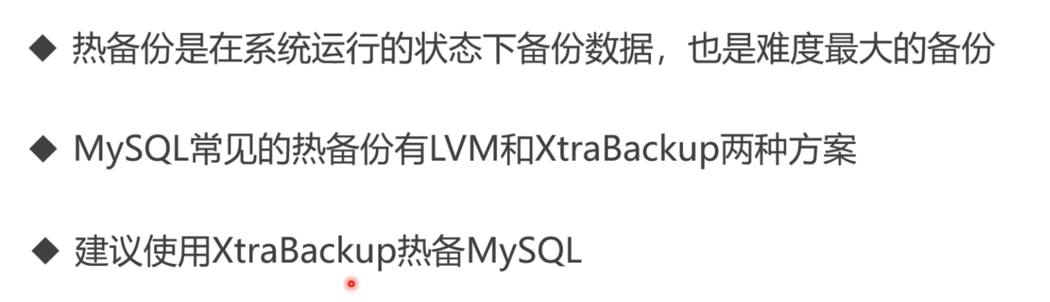 ◆ 热备份是在系统运行的状态下备份数据，也是难度最大的备份
◆ MySQL常见的热备份有LVM和XtraBackup两种方案
◆ 建议使用XtraBackup热备MySQL